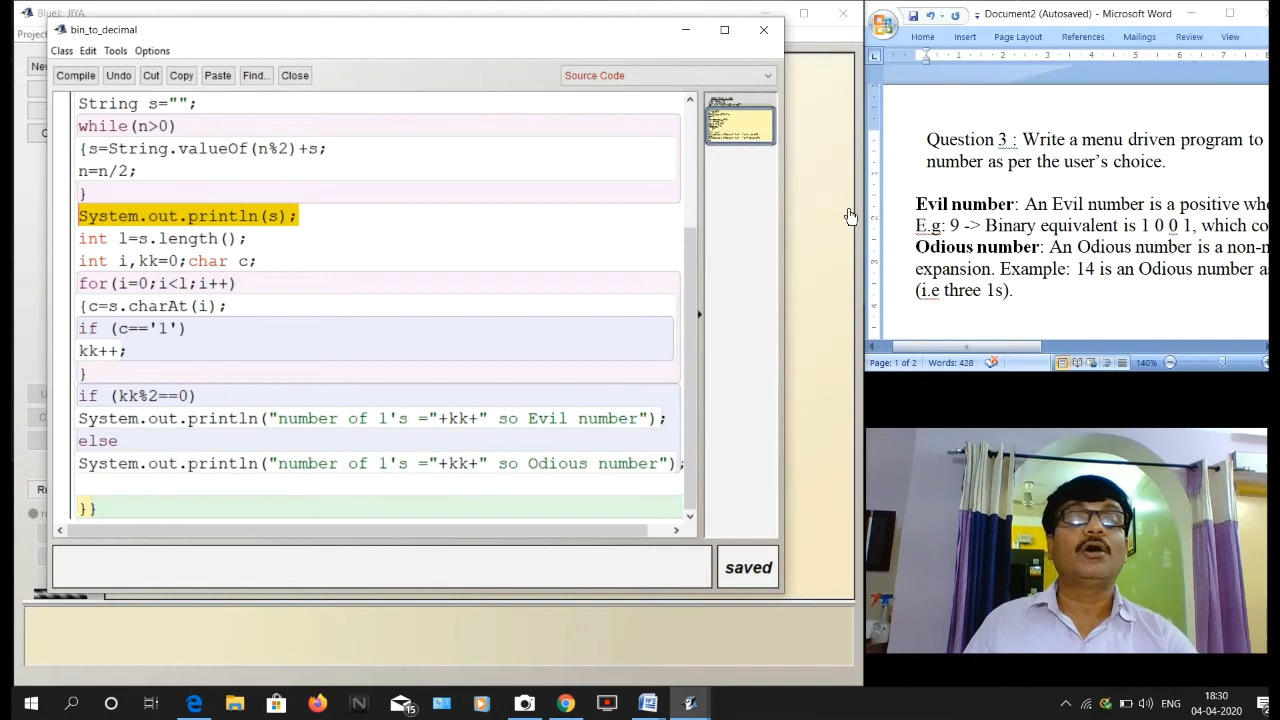 BlueJ: JIYA
bin_to_decimal
Class Edit Tools Options
Compile Undo Cut Copy Paste Find... Close Source Code
String s="";
while(n>0)
{s=String.valueOf(n%2)+s;
n=n/2;
}
System.out.println(s);
int l=s.length();
int i,kk=0;char c;
for(i=0;i<l;i++)
{c=s.charAt(i);
if (c=='1')
kk++;
}
if (kk%2==0)
System.out.println("number of 1's ="+kk+" so Evil number");
else
System.out.println("number of 1's ="+kk+" so Odious number");
}}
saved
Document2 (Autosaved) - Microsoft Word
Home Insert Page Layout References Mailings Review View
Question 3 : Write a menu driven program to
number as per the user’s choice.
Evil number: An Evil number is a positive who
E.g: 9 -> Binary equivalent is 1 0 0 1, which co
Odious number: An Odious number is a non-n
expansion. Example: 14 is an Odious number as
(i.e three 1s).
Page: 1 of 2 Words: 428 140%
15
ENG
18:30
04-04-2020